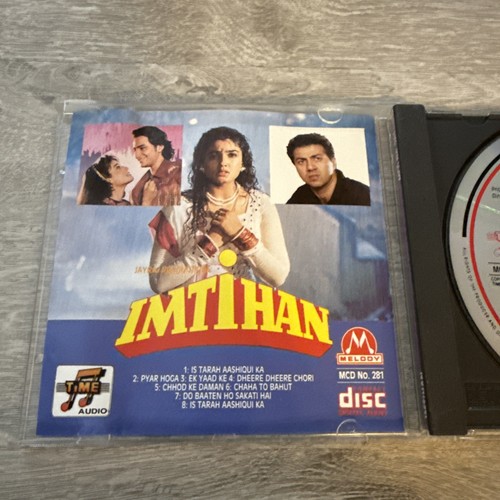 IMTIHAN
1: IS TARAH AASHIQUI KA
2: PYAR HOGA 3: EK YAAD KE 4: DHEERE DHEERE CHORI
5: CHHOD KE DAMAN 6: CHAHA TO BAHUT
7: DO BAATEN HO SAKATI HAI
8: IS TARAH AASHIQUI KA
TIME
AUDIO
MELODY
MCD No. 281
COMPACT
disc
DIGITAL AUDIO